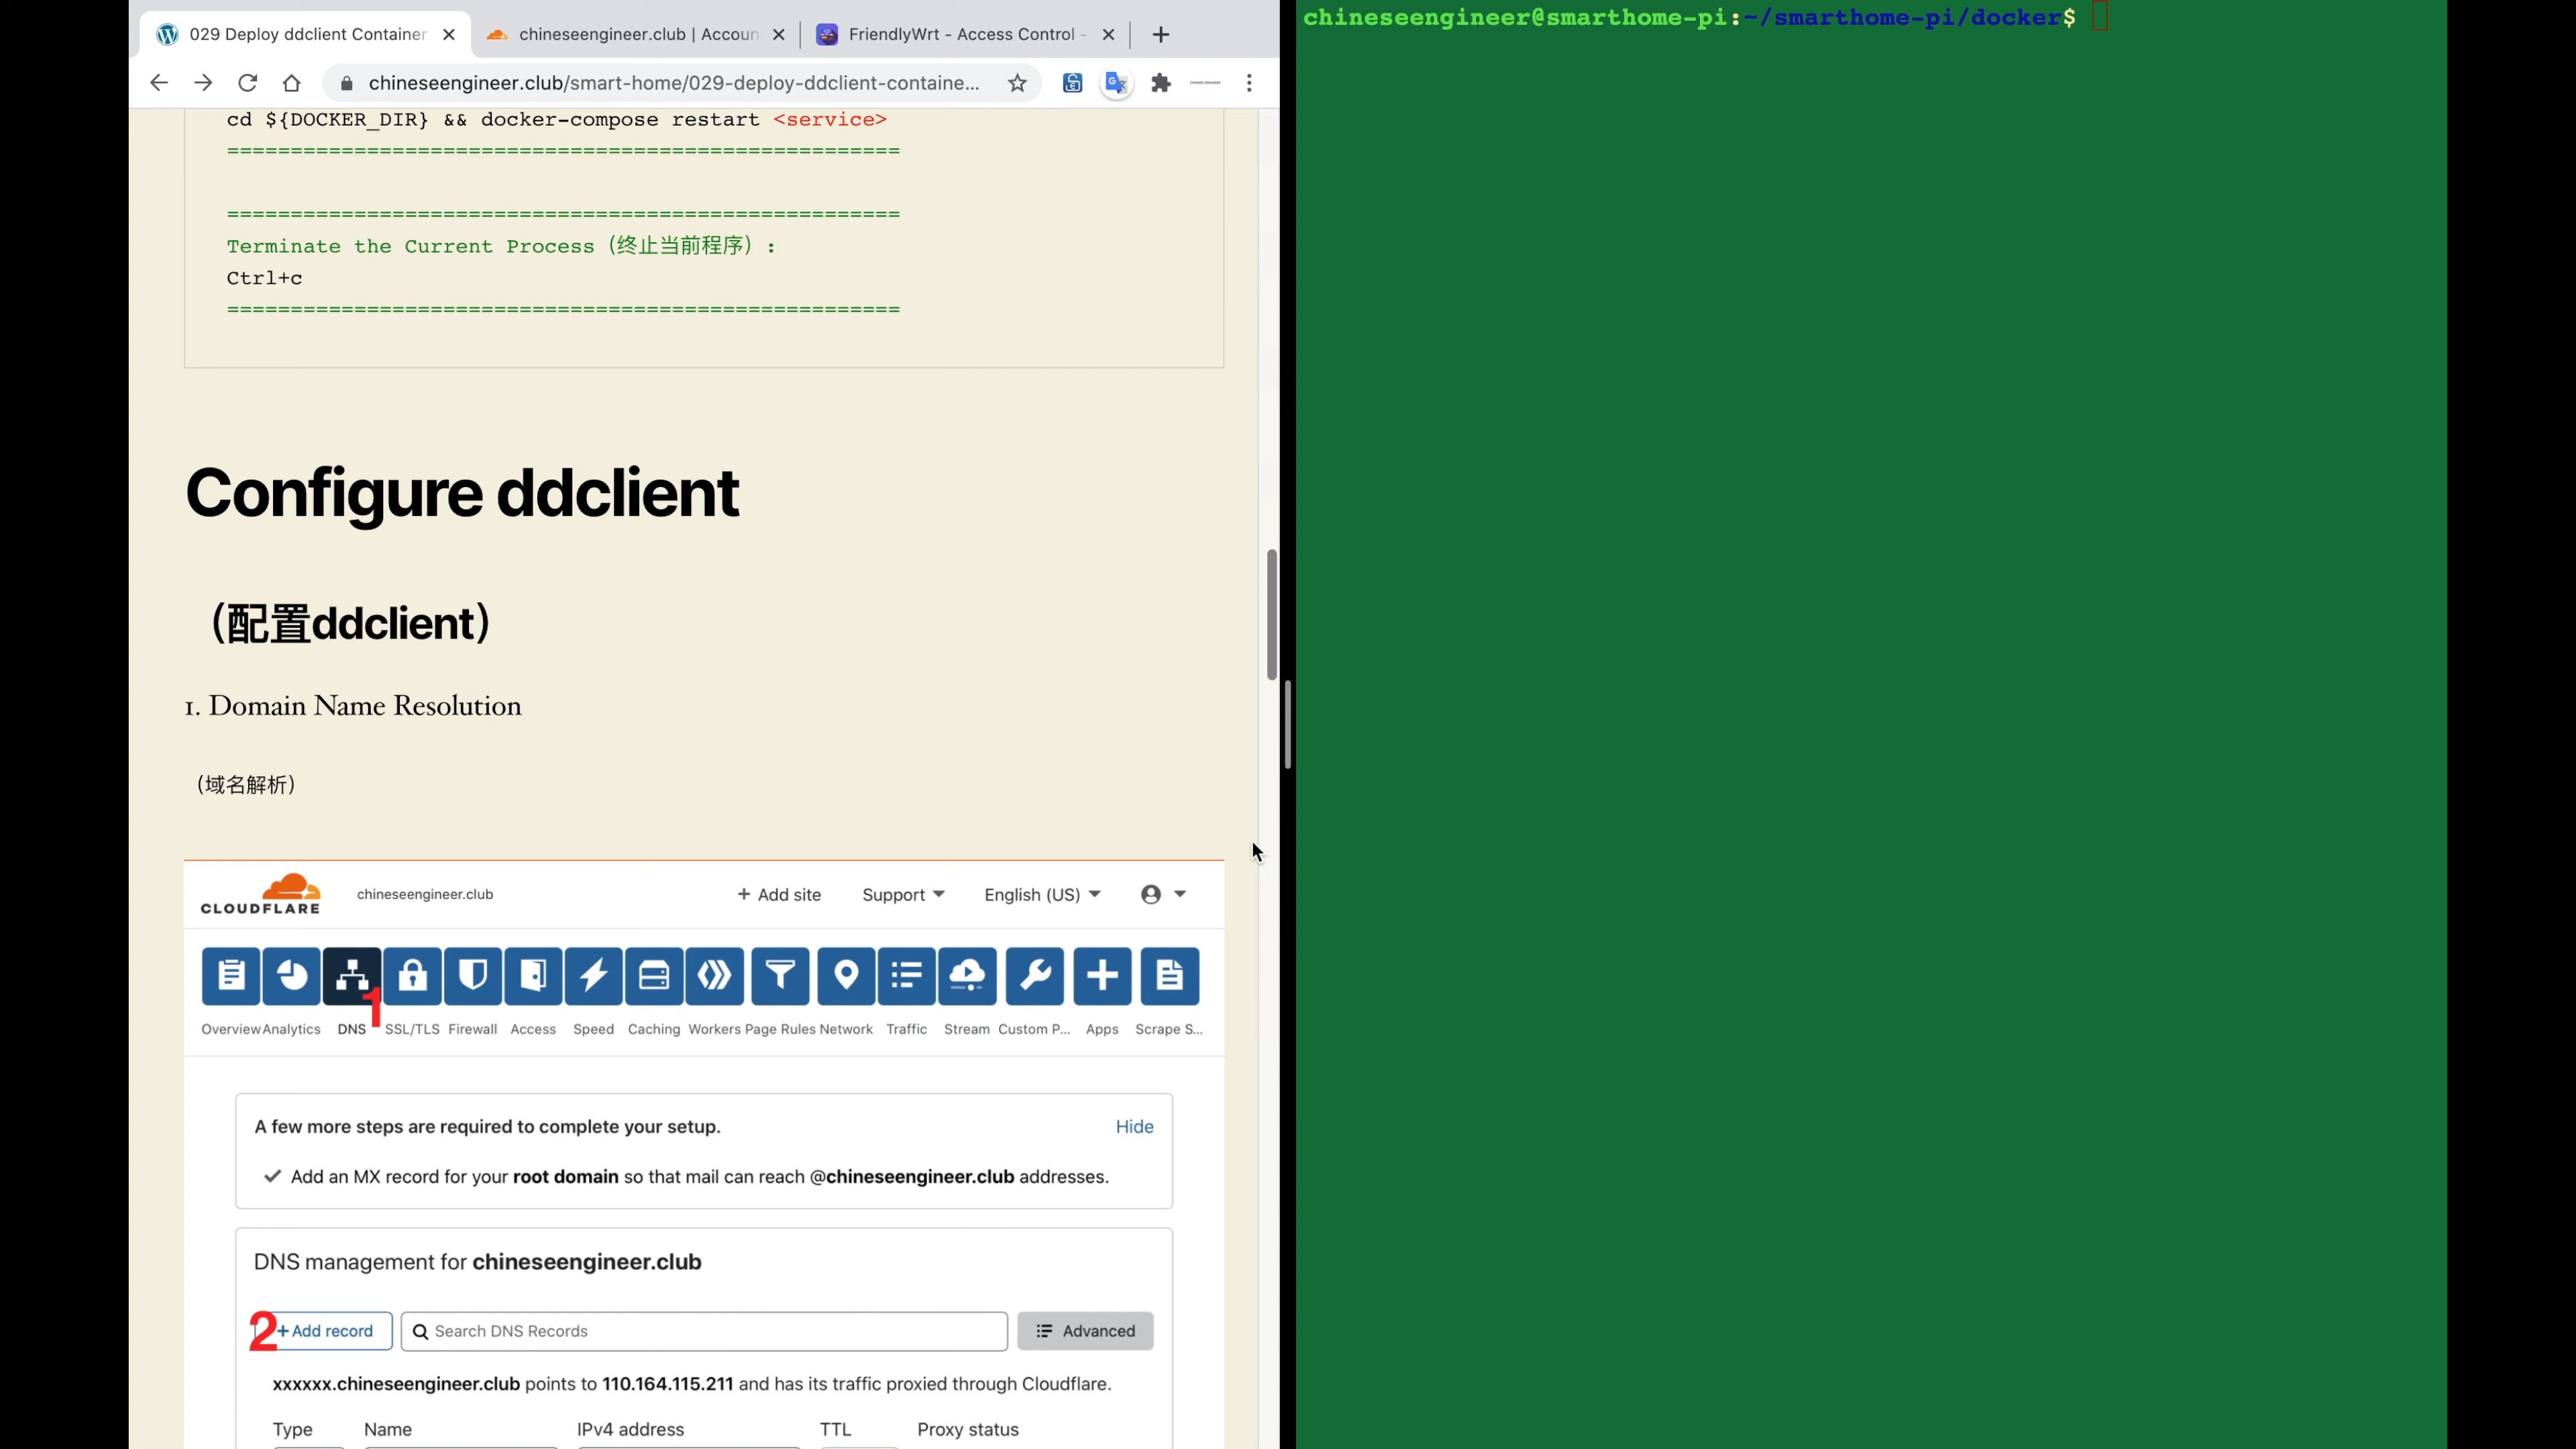 029 Deploy ddclient Container
chineseengineer.club | Accoun
FriendlyWrt - Access Control -
chineseengineer.club/smart-home/029-deploy-ddclient-containe...
cd ${DOCKER_DIR} && docker-compose restart <service>
=====================================================
=====================================================
Terminate the Current Process（终止当前程序）:
Ctrl+c
=====================================================
Configure ddclient
（配置ddclient）
1. Domain Name Resolution
（域名解析）
CLOUDFLARE
chineseengineer.club
+ Add site
Support
English (US)
1
Overview Analytics DNS SSL/TLS Firewall Access Speed Caching Workers Page Rules Network Traffic Stream Custom P... Apps Scrape S...
A few more steps are required to complete your setup.
Hide
Add an MX record for your root domain so that mail can reach @chineseengineer.club addresses.
DNS management for chineseengineer.club
2
+ Add record
Search DNS Records
Advanced
xxxxxx.chineseengineer.club points to 110.164.115.211 and has its traffic proxied through Cloudflare.
Type Name IPv4 address TTL Proxy status
chineseengineer@smarthome-pi:~/smarthome-pi/docker$